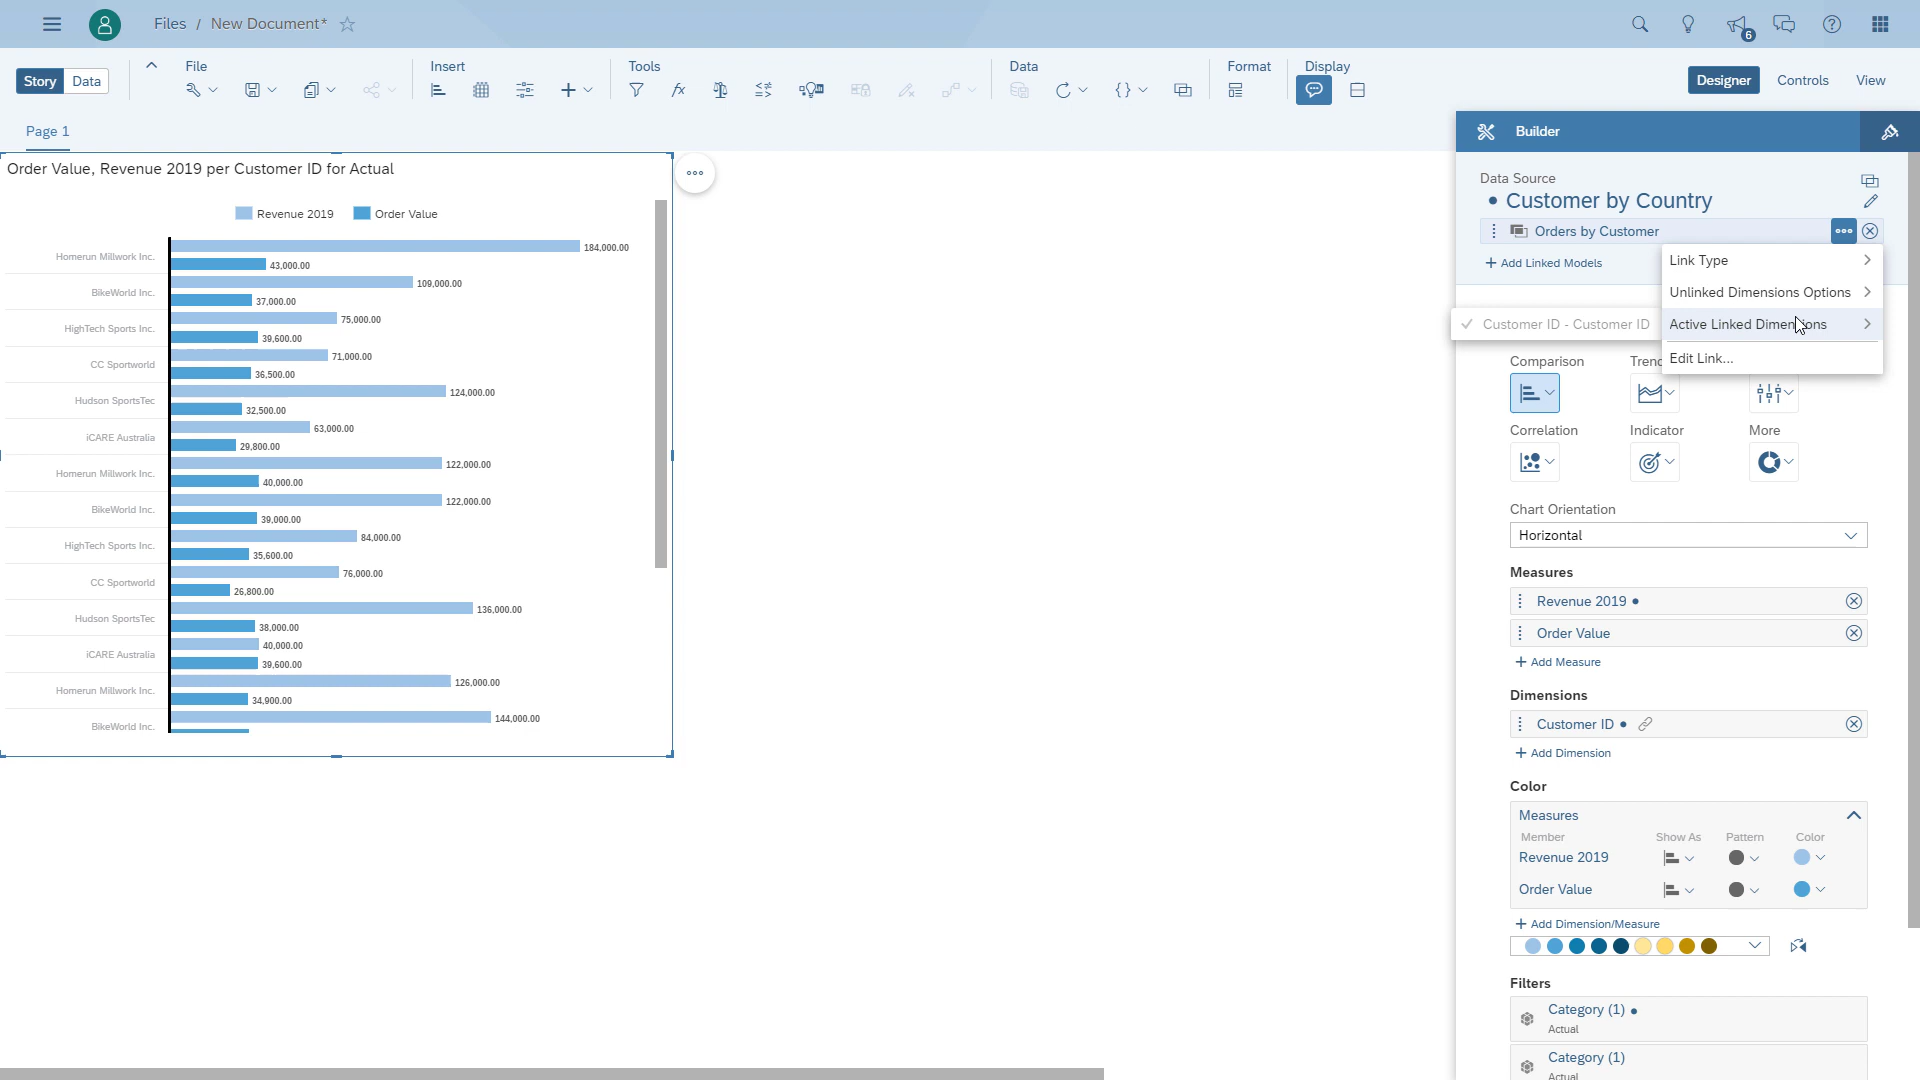 Files / New Document*
6
Story Data
File
Insert
Tools
Data
Format
Display
Designer Controls View
Page 1
Builder
Order Value, Revenue 2019 per Customer ID for Actual
Revenue 2019 Order Value
Homerun Millwork Inc. 184,000.00
43,000.00
BikeWorld Inc. 109,000.00
37,000.00
HighTech Sports Inc. 75,000.00
39,600.00
CC Sportworld 71,000.00
36,500.00
Hudson SportsTec 124,000.00
32,500.00
iCARE Australia 63,000.00
29,800.00
Homerun Millwork Inc. 122,000.00
40,000.00
BikeWorld Inc. 122,000.00
39,000.00
HighTech Sports Inc. 84,000.00
35,600.00
CC Sportworld 76,000.00
26,800.00
Hudson SportsTec 136,000.00
38,000.00
iCARE Australia 40,000.00
39,600.00
Homerun Millwork Inc. 126,000.00
34,900.00
BikeWorld Inc. 144,000.00
Data Source
• Customer by Country
Orders by Customer
+ Add Linked Models
Link Type
Unlinked Dimensions Options
Active Linked Dimensions
Customer ID - Customer ID
Edit Link...
Comparison
Correlation Indicator More
Chart Orientation
Horizontal
Measures
Revenue 2019 •
Order Value
+ Add Measure
Dimensions
Customer ID •
+ Add Dimension
Color
Measures
Member Show As Pattern Color
Revenue 2019
Order Value
+ Add Dimension/Measure
Filters
Category (1) •
Actual
Category (1)
Actual